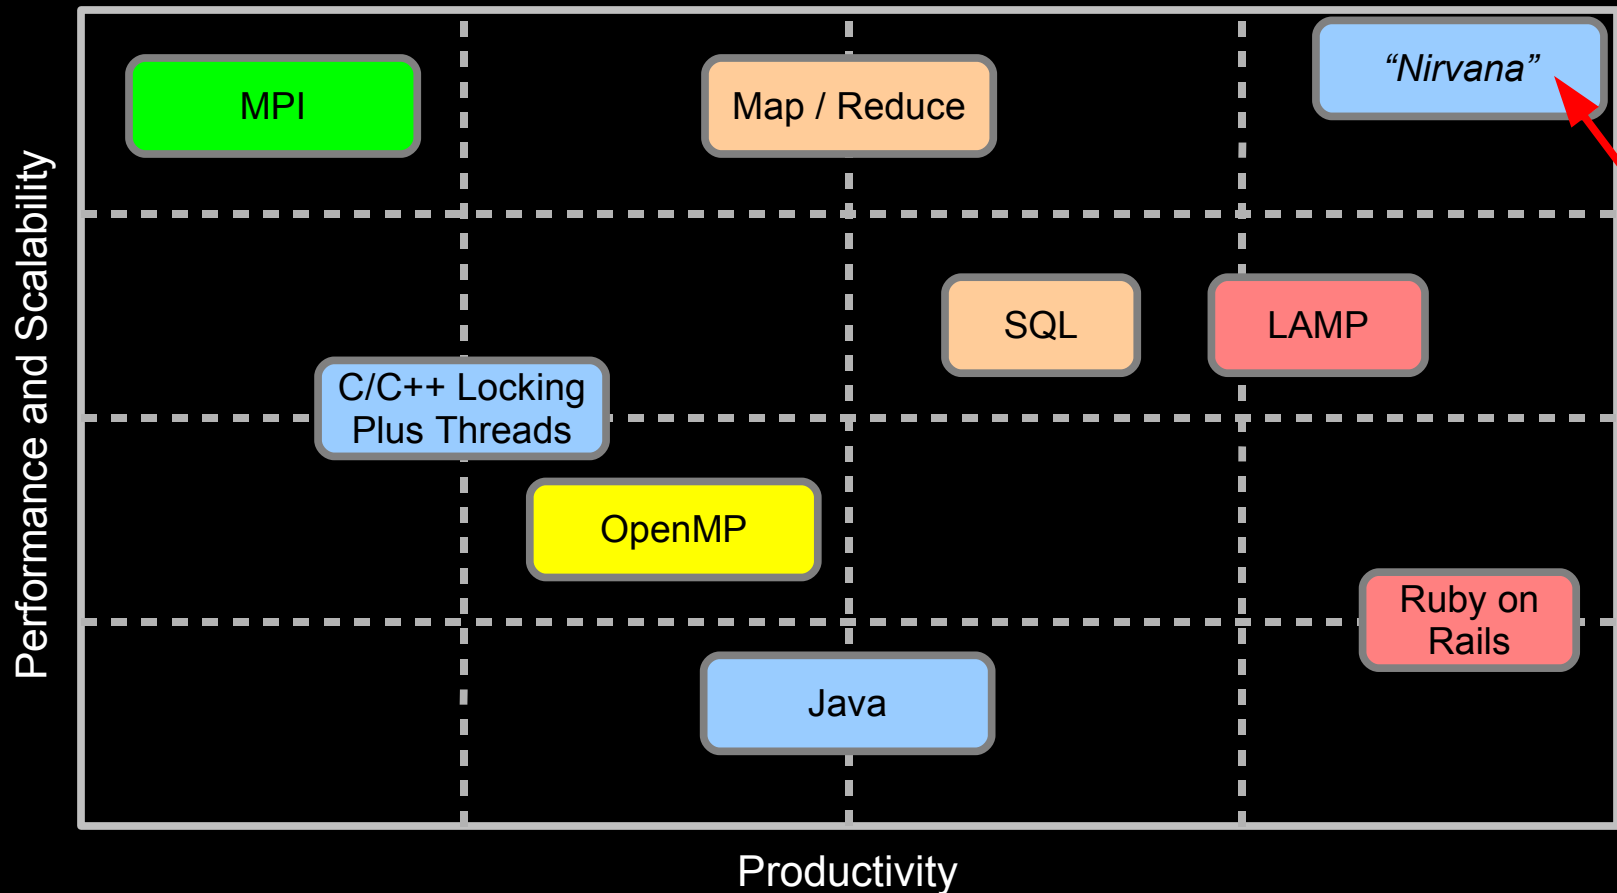 Performance and Scalability
MPI
Map / Reduce
“Nirvana”
SQL
LAMP
C/C++ Locking
Plus Threads
OpenMP
Ruby on
Rails
Java
Productivity